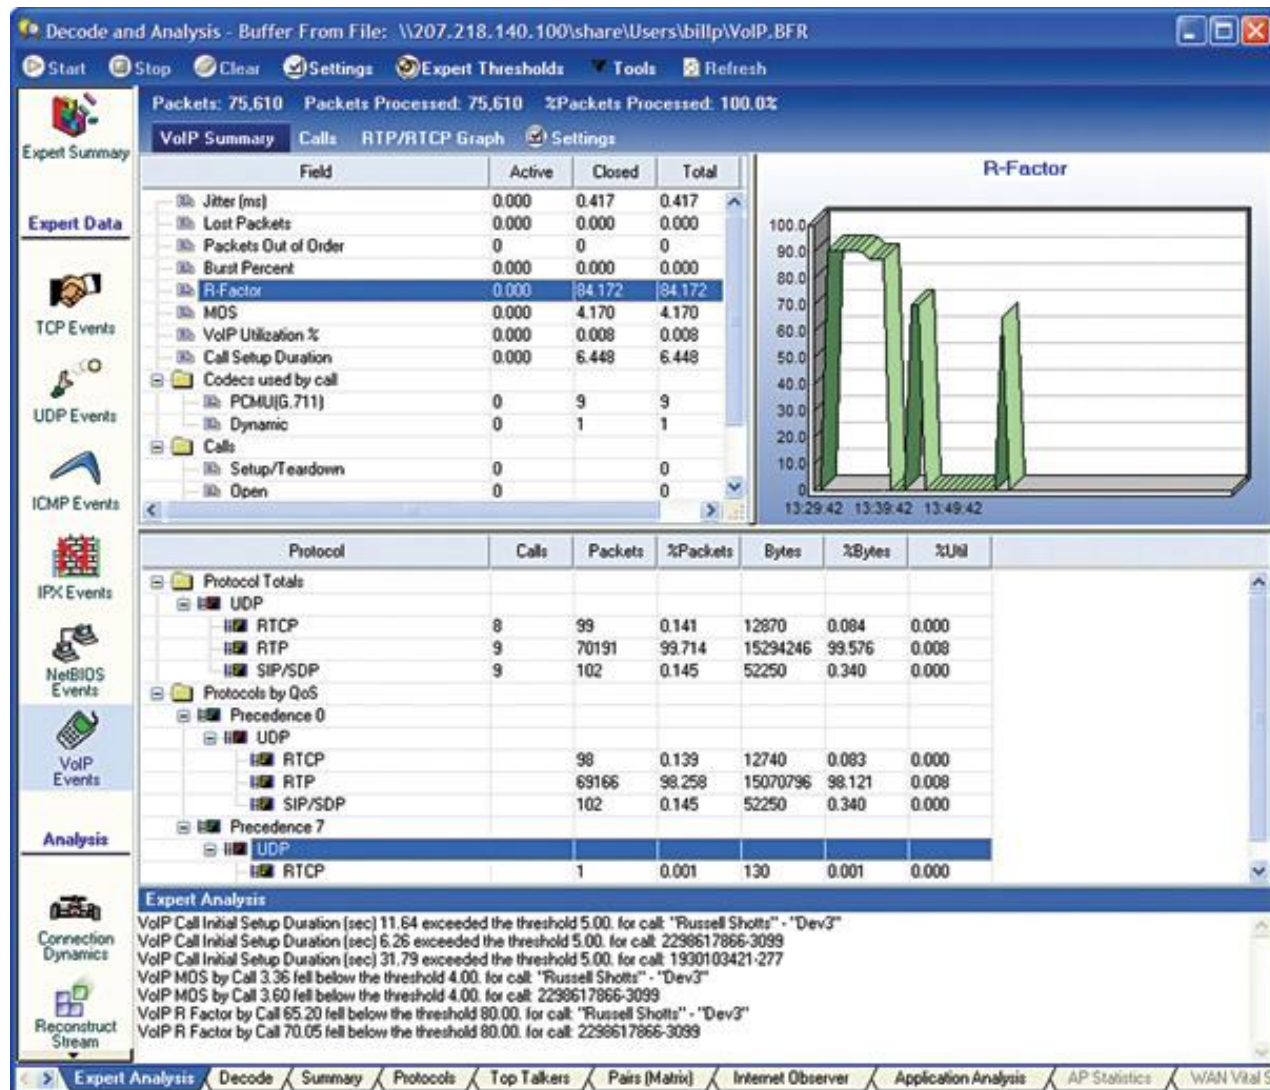 Decode and Analysis - Buffer From File: \\207.218.140.100\share\Users\billp\VoIP.BFR
Start Stop Clear Settings Expert Thresholds Tools Refresh
Expert Summary
Expert Data
TCP Events
UDP Events
ICMP Events
IPX Events
NetBIOS
Events
VoIP
Events
Analysis
Connection
Dynamics
Reconstruct
Stream
Packets: 75,610 Packets Processed: 75,610 %Packets Processed: 100.0%
VoIP Summary Calls RTP/RTCP Graph Settings
Field Active Closed Total
Jitter (ms) 0.000 0.417 0.417
Lost Packets 0.000 0.000 0.000
Packets Out of Order 0 0 0
Burst Percent 0.000 0.000 0.000
R-Factor 0.000 84.172 84.172
MOS 0.000 4.170 4.170
VoIP Utilization % 0.000 0.008 0.008
Call Setup Duration 0.000 6.448 6.448
Codecs used by call
PCMU(G.711) 0 9 9
Dynamic 0 1 1
Calls
Setup/Teardown 0 0
Open 0 0
R-Factor
100.0
90.0
80.0
70.0
60.0
50.0
40.0
30.0
20.0
10.0
0
13:29:42 13:39:42 13:49:42
Protocol Calls Packets %Packets Bytes %Bytes %Util
Protocol Totals
UDP
RTCP 8 99 0.141 12870 0.084 0.000
RTP 9 70191 99.714 15294246 99.576 0.008
SIP/SDP 9 102 0.145 52250 0.340 0.000
Protocols by QoS
Precedence 0
UDP
RTCP 98 0.139 12740 0.083 0.000
RTP 69166 98.258 15070796 98.121 0.008
SIP/SDP 102 0.145 52250 0.340 0.000
Precedence 7
UDP
RTCP 1 0.001 130 0.001 0.000
Expert Analysis
VoIP Call Initial Setup Duration (sec) 11.64 exceeded the threshold 5.00. for call: "Russell Shotts" - "Dev3"
VoIP Call Initial Setup Duration (sec) 6.26 exceeded the threshold 5.00. for call: 2298617866-3099
VoIP Call Initial Setup Duration (sec) 31.79 exceeded the threshold 5.00. for call: 1930103421-277
VoIP MOS by Call 3.36 fell below the threshold 4.00. for call: "Russell Shotts" - "Dev3"
VoIP MOS by Call 3.60 fell below the threshold 4.00. for call: 2298617866-3099
VoIP R Factor by Call 65.20 fell below the threshold 80.00. for call: "Russell Shotts" - "Dev3"
VoIP R Factor by Call 70.05 fell below the threshold 80.00. for call: 2298617866-3099
Expert Analysis Decode Summary Protocols Top Talkers Pairs (Matrix) Internet Observer Application Analysis AP Statistics WAN Vital S